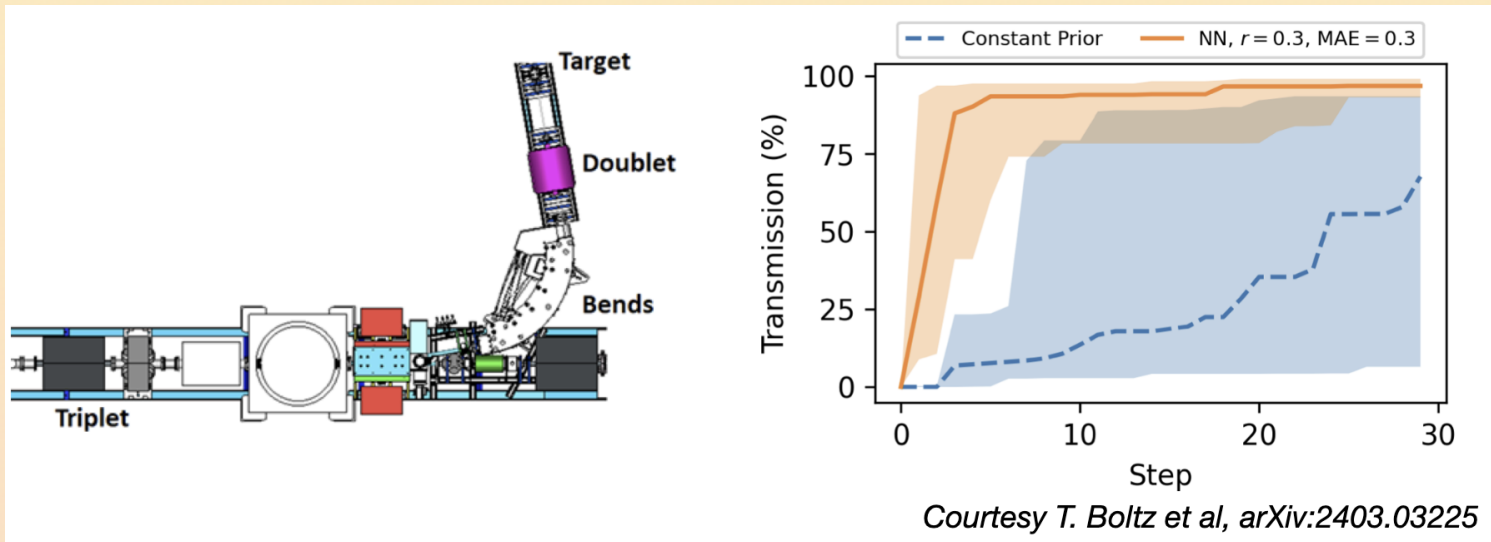 Target
Doublet
Bends
Triplet
Constant Prior
NN, r = 0.3, MAE = 0.3
Transmission (%)
100
75
50
25
0
0 10 20 30
Step
Courtesy T. Boltz et al, arXiv:2403.03225